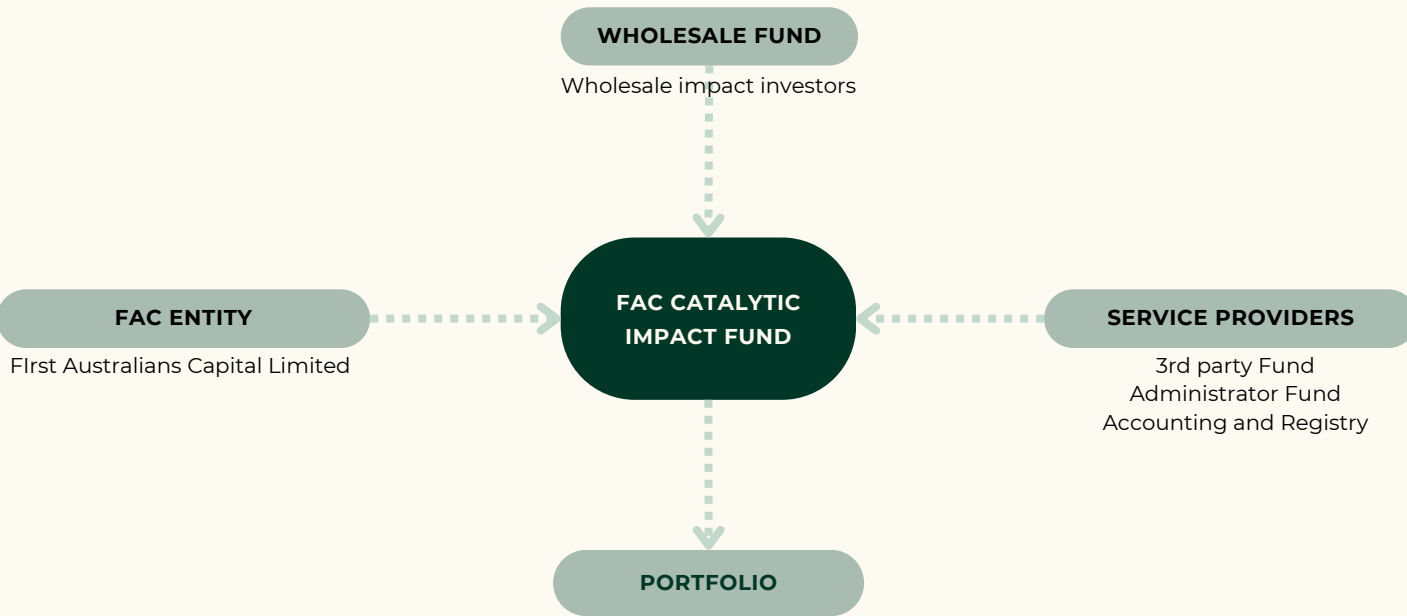 WHOLESALE FUND
Wholesale impact investors
FAC CATALYTIC
IMPACT FUND
FAC ENTITY
FIrst Australians Capital Limited
SERVICE PROVIDERS
3rd party Fund
Administrator Fund
Accounting and Registry
PORTFOLIO